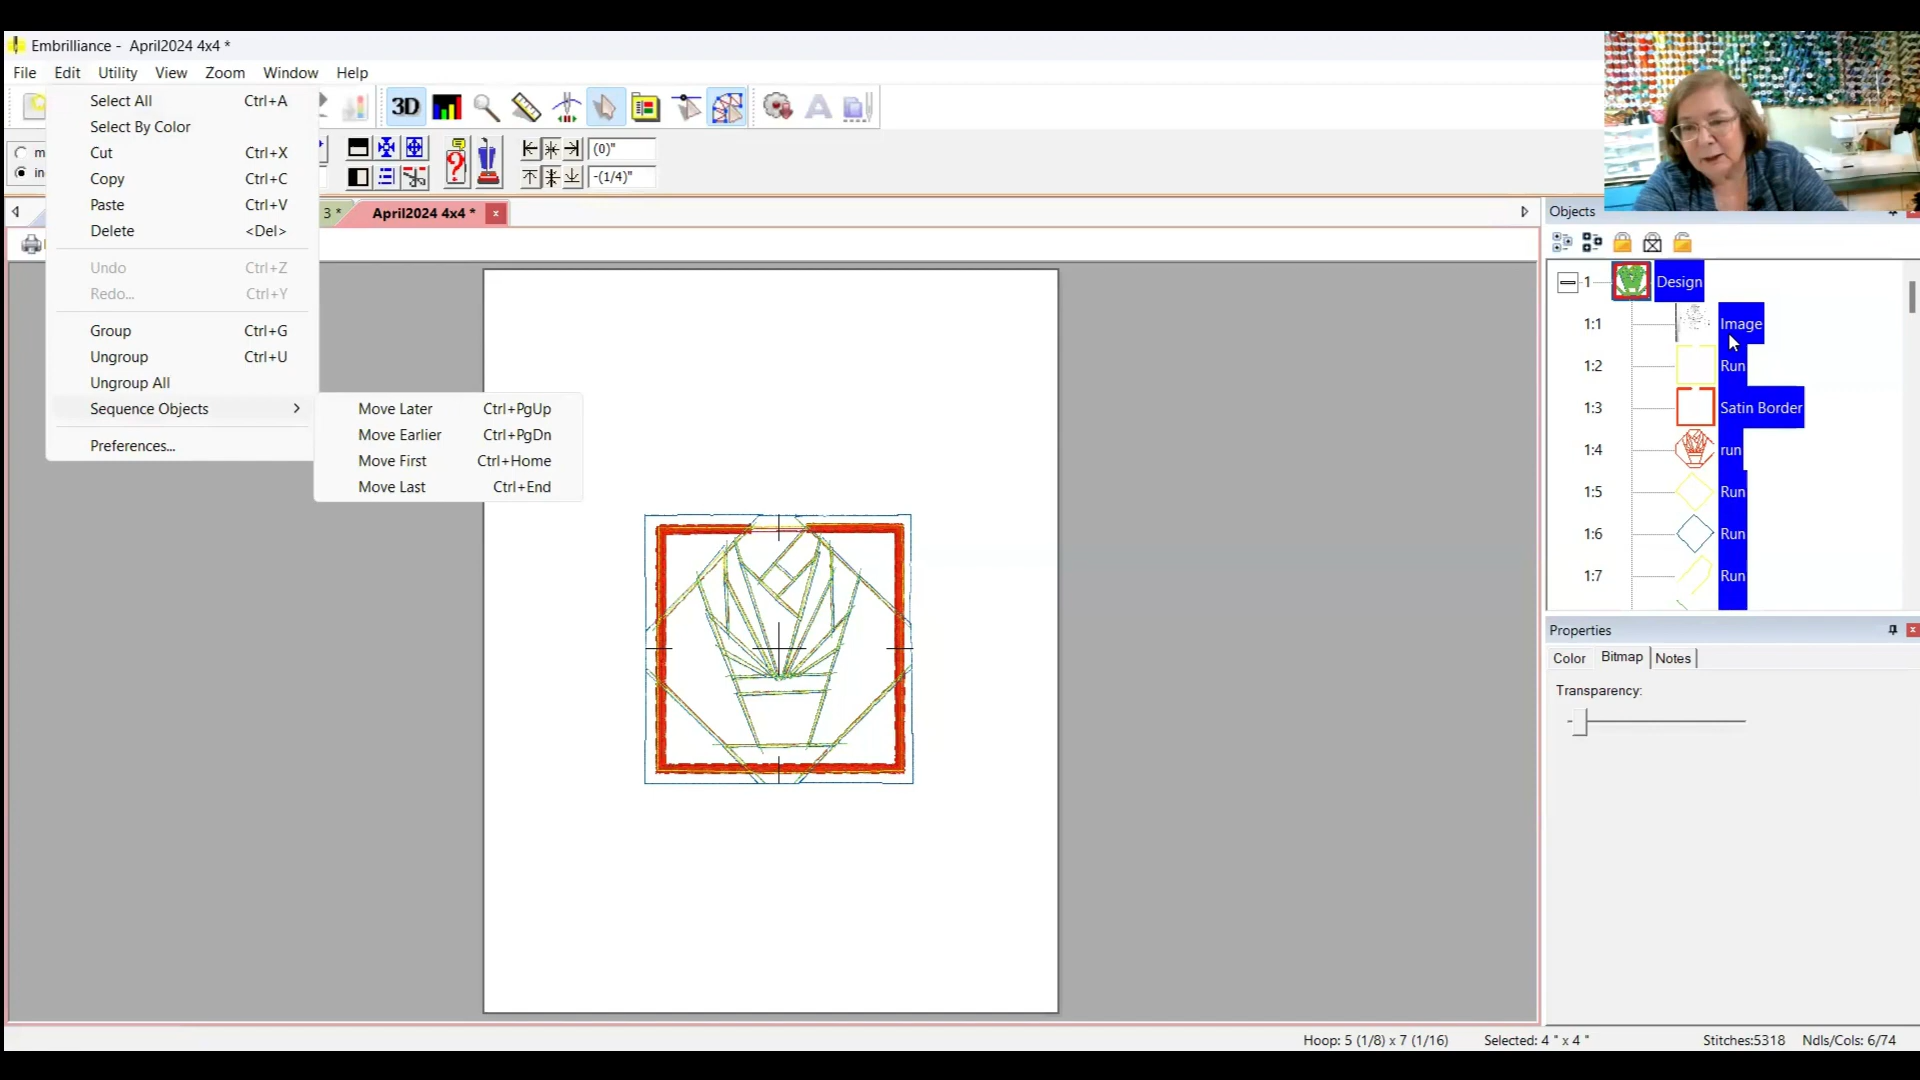 Embrilliance - April2024 4x4 *
File Edit Utility View Zoom Window Help
Select All Ctrl+A
Select By Color
Cut Ctrl+X
Copy Ctrl+C
Paste Ctrl+V
Delete <Del>
Undo Ctrl+Z
Redo... Ctrl+Y
Group Ctrl+G
Ungroup Ctrl+U
Ungroup All
Sequence Objects
Preferences...
Move Later Ctrl+PgUp
Move Earlier Ctrl+PgDn
Move First Ctrl+Home
Move Last Ctrl+End
3D
(0)"
-(1/4)"
3 *
April2024 4x4 *
Objects
1 Design
1:1 Image
1:2 Run
1:3 Satin Border
1:4 run
1:5 Run
1:6 Run
1:7 Run
Properties
Color Bitmap Notes
Transparency:
Hoop: 5 (1/8) x 7 (1/16) Selected: 4 " x 4 " Stitches:5318 Ndls/Cols: 6/74